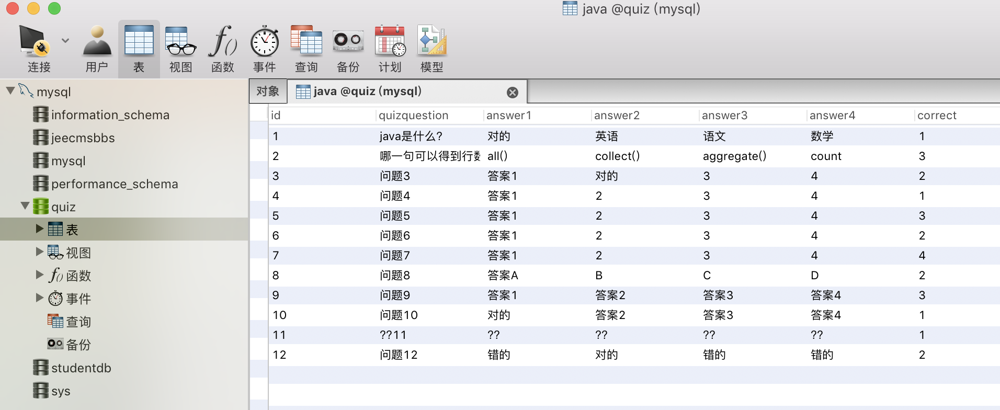 java @quiz (mysql)
连接 用户 表 视图 函数 事件 查询 备份 计划 模型
mysql
information_schema
jeecmsbbs
mysql
performance_schema
quiz
表
视图
函数
事件
查询
备份
studentdb
sys
对象 java @quiz (mysql)
id quizquestion answer1 answer2 answer3 answer4 correct
1 java是什么? 对的 英语 语文 数学 1
2 哪一句可以得到行数 all() collect() aggregate() count 3
3 问题3 答案1 对的 3 4 2
4 问题4 答案1 2 3 4 1
5 问题5 答案1 2 3 4 3
6 问题6 答案1 2 3 4 2
7 问题7 答案1 2 3 4 4
8 问题8 答案A B C D 2
9 问题9 答案1 答案2 答案3 答案4 3
10 问题10 对的 答案2 答案3 答案4 1
11 ??11 ?? ?? ?? ?? 1
12 问题12 错的 对的 错的 错的 2